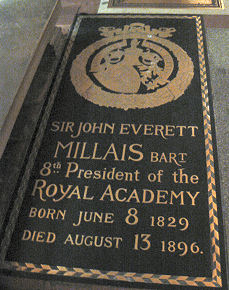 SIR JOHN EVERETT
MILLAIS BART
8th President of the
ROYAL ACADEMY
BORN JUNE 8 1829
DIED AUGUST 13 1896.